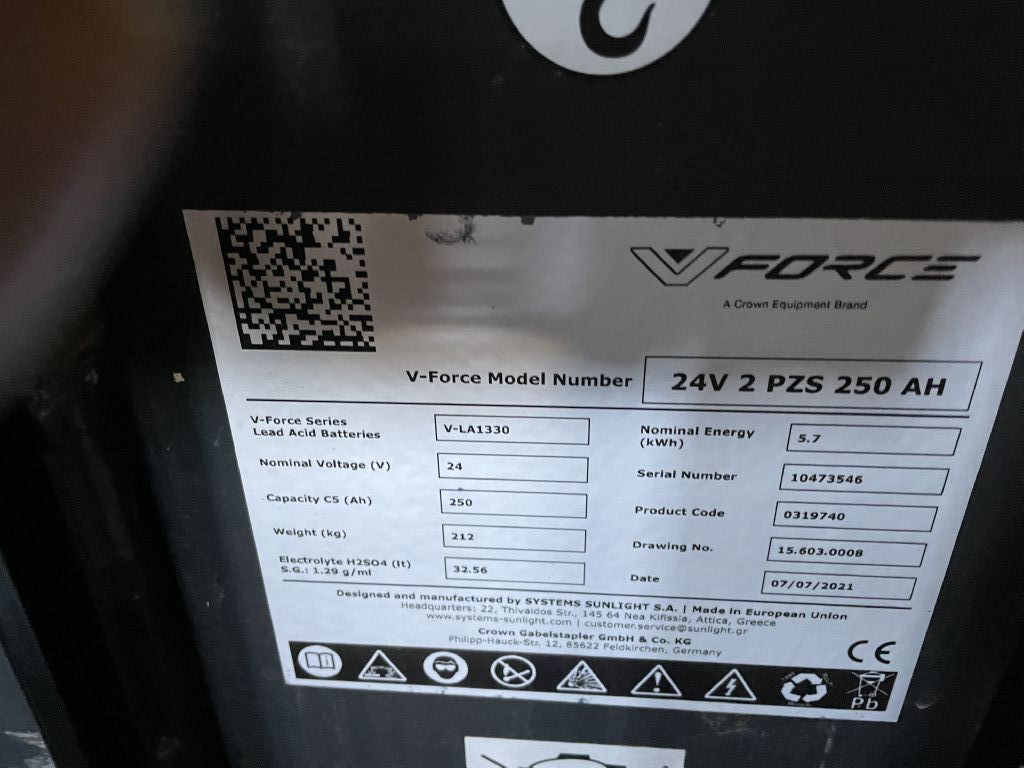 V FORCE
A Crown Equipment Brand
V-Force Model Number 24V 2 PZS 250 AH
V-Force Series
Lead Acid Batteries V-LA1330
Nominal Voltage (V) 24
Capacity C5 (Ah) 250
Weight (kg) 212
Electrolyte H2SO4 (lt)
S.G.: 1.29 g/ml 32.56
Nominal Energy
(kWh) 5.7
Serial Number 10473546
Product Code 0319740
Drawing No. 15.603.0008
Date 07/07/2021
Designed and manufactured by SYSTEMS SUNLIGHT S.A. | Made in European Union
Headquarters: 22, Thivaidos Str., 145 64 Nea Kifissia, Attica, Greece
www.systems-sunlight.com | customer.service@sunlight.gr
Crown Gabelstapler GmbH & Co. KG
Philipp-Hauck-Str. 12, 85622 Feldkirchen, Germany
CE
Pb